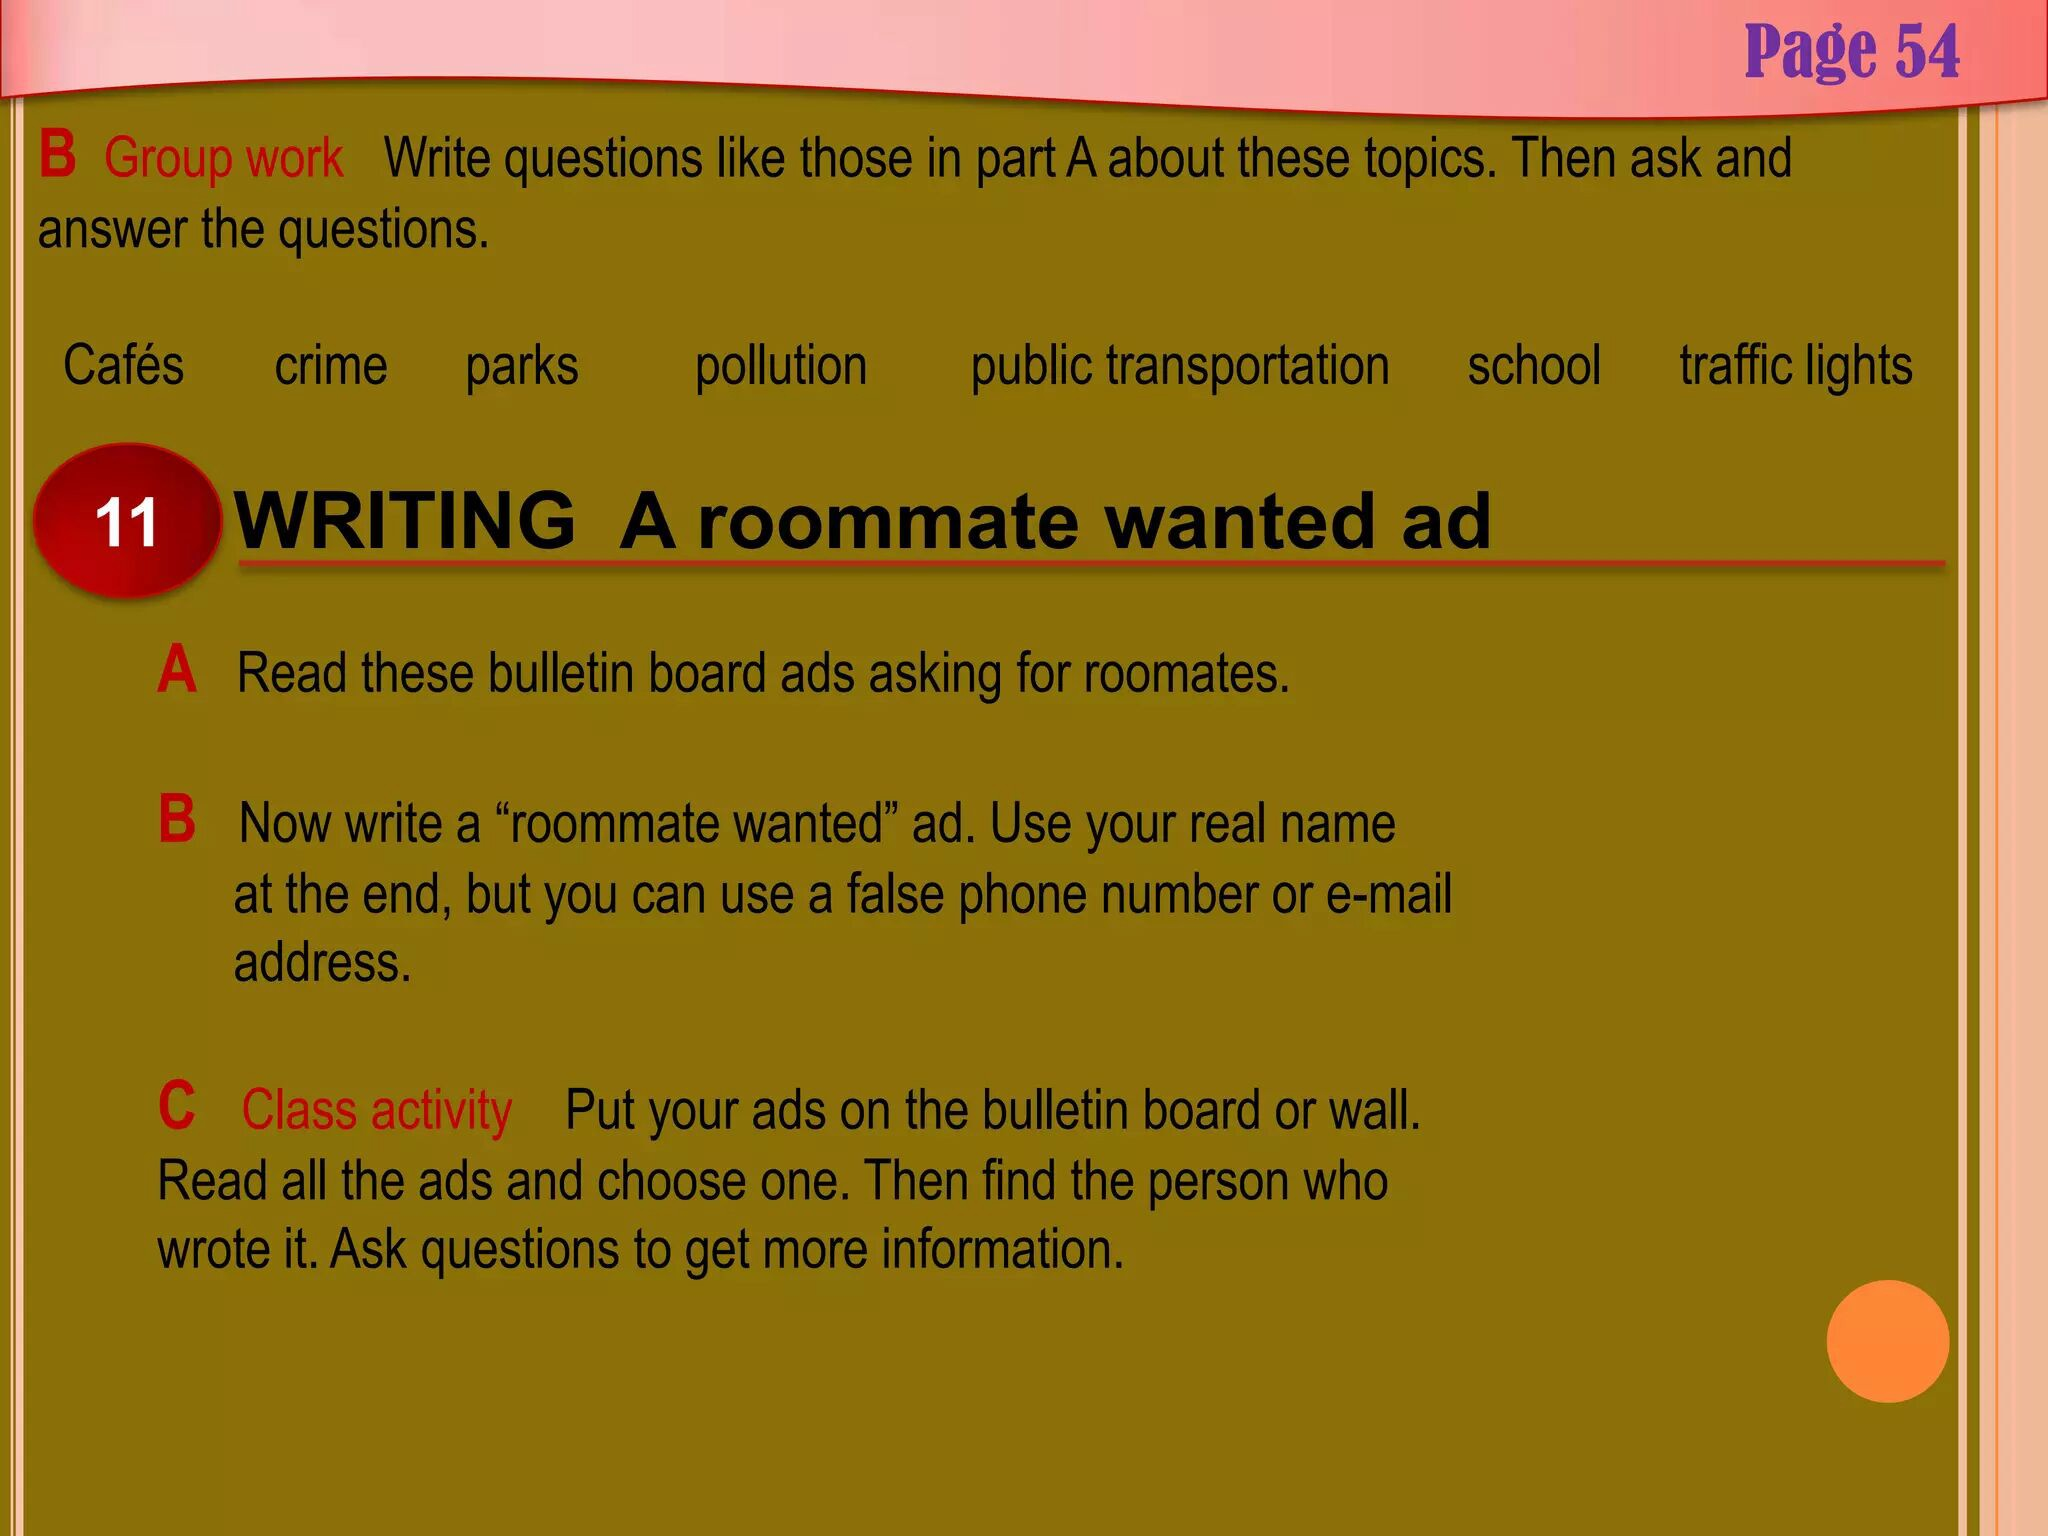 Page 54
B Group work Write questions like those in part A about these topics. Then ask and
answer the questions.
Cafés crime parks pollution public transportation school traffic lights
11 WRITING A roommate wanted ad
A Read these bulletin board ads asking for roomates.
B Now write a “roommate wanted” ad. Use your real name
at the end, but you can use a false phone number or e-mail
address.
C Class activity Put your ads on the bulletin board or wall.
Read all the ads and choose one. Then find the person who
wrote it. Ask questions to get more information.